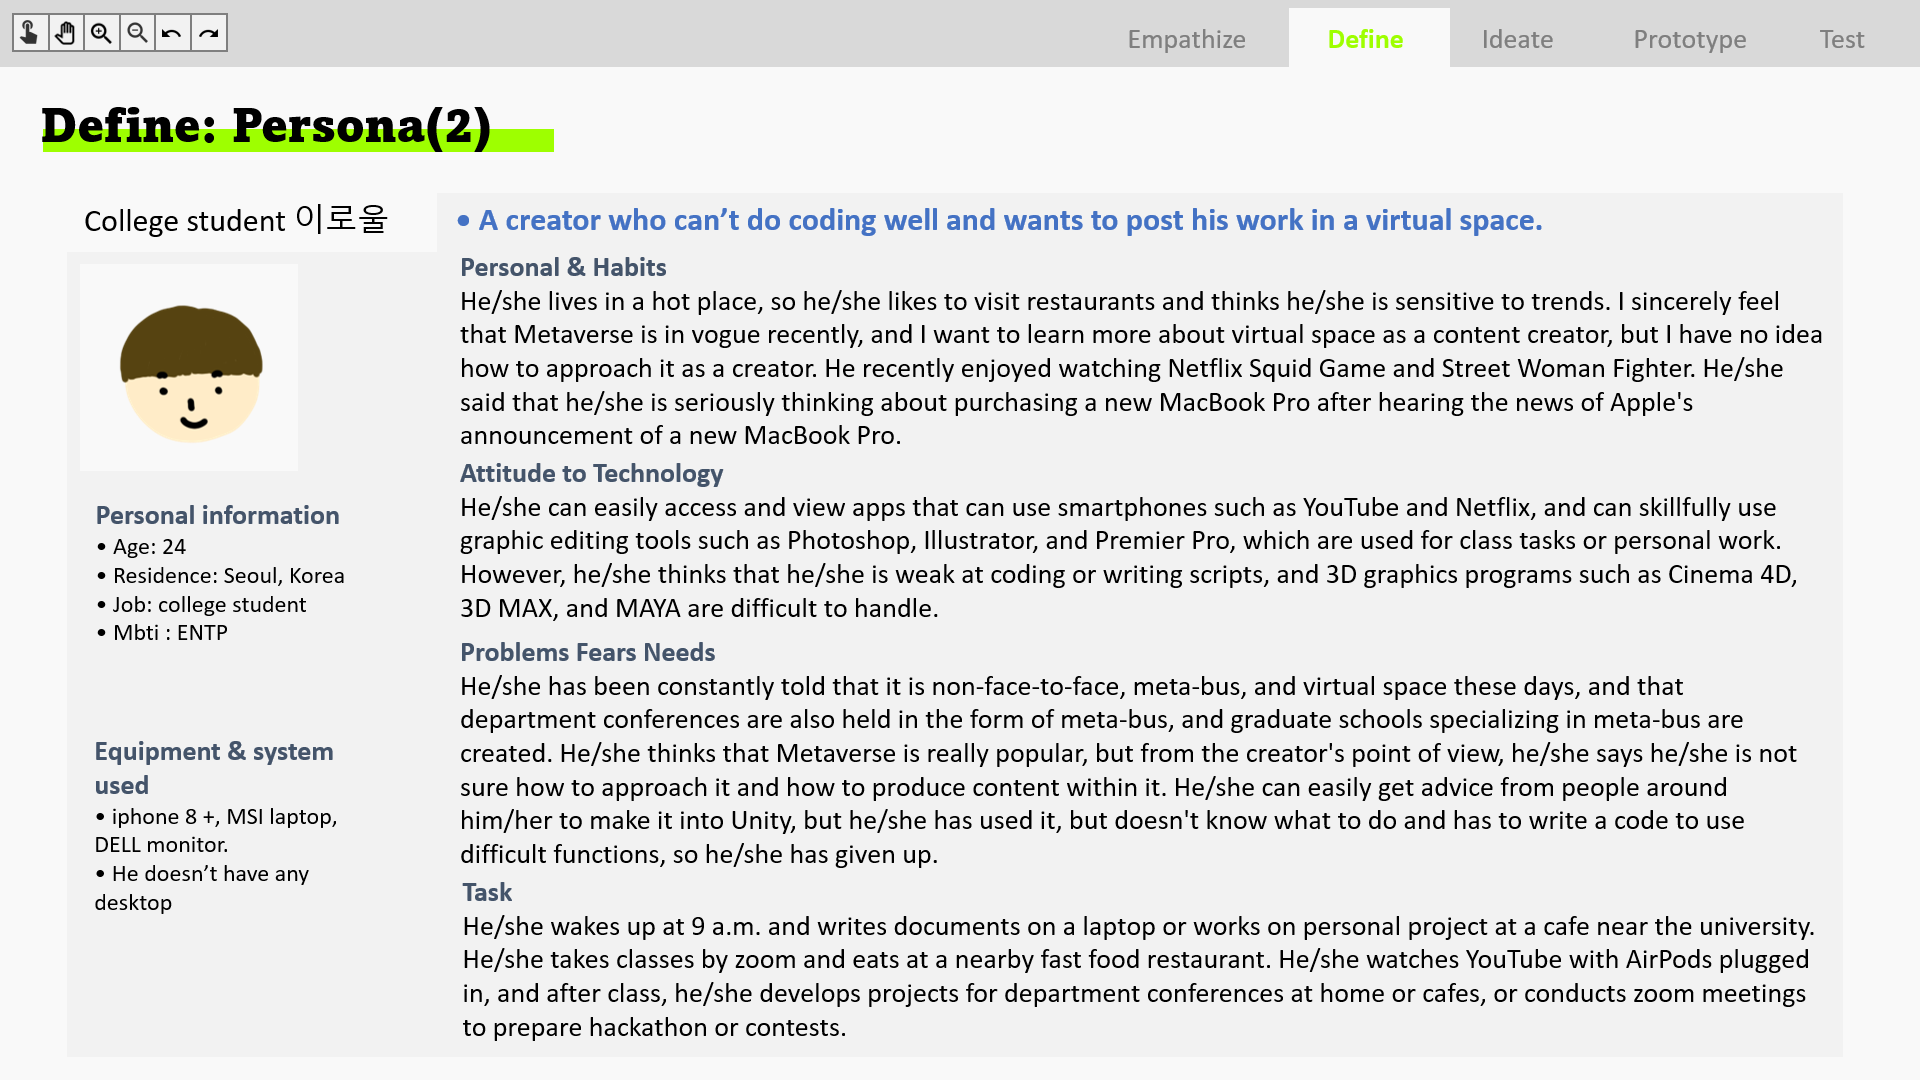 Empathize
Define
Ideate
Prototype
Test
Define: Persona(2)
College student 이로울
• A creator who can’t do coding well and wants to post his work in a virtual space.
Personal & Habits
He/she lives in a hot place, so he/she likes to visit restaurants and thinks he/she is sensitive to trends. I sincerely feel
that Metaverse is in vogue recently, and I want to learn more about virtual space as a content creator, but I have no idea
how to approach it as a creator. He recently enjoyed watching Netflix Squid Game and Street Woman Fighter. He/she
said that he/she is seriously thinking about purchasing a new MacBook Pro after hearing the news of Apple's
announcement of a new MacBook Pro.
Attitude to Technology
He/she can easily access and view apps that can use smartphones such as YouTube and Netflix, and can skillfully use
graphic editing tools such as Photoshop, Illustrator, and Premier Pro, which are used for class tasks or personal work.
However, he/she thinks that he/she is weak at coding or writing scripts, and 3D graphics programs such as Cinema 4D,
3D MAX, and MAYA are difficult to handle.
Problems Fears Needs
He/she has been constantly told that it is non-face-to-face, meta-bus, and virtual space these days, and that
department conferences are also held in the form of meta-bus, and graduate schools specializing in meta-bus are
created. He/she thinks that Metaverse is really popular, but from the creator's point of view, he/she says he/she is not
sure how to approach it and how to produce content within it. He/she can easily get advice from people around
him/her to make it into Unity, but he/she has used it, but doesn't know what to do and has to write a code to use
difficult functions, so he/she has given up.
Task
He/she wakes up at 9 a.m. and writes documents on a laptop or works on personal project at a cafe near the university.
He/she takes classes by zoom and eats at a nearby fast food restaurant. He/she watches YouTube with AirPods plugged
in, and after class, he/she develops projects for department conferences at home or cafes, or conducts zoom meetings
to prepare hackathon or contests.
Personal information
• Age: 24
• Residence: Seoul, Korea
• Job: college student
• Mbti : ENTP
Equipment & system
used
• iphone 8 +, MSI laptop,
DELL monitor.
• He doesn’t have any
desktop